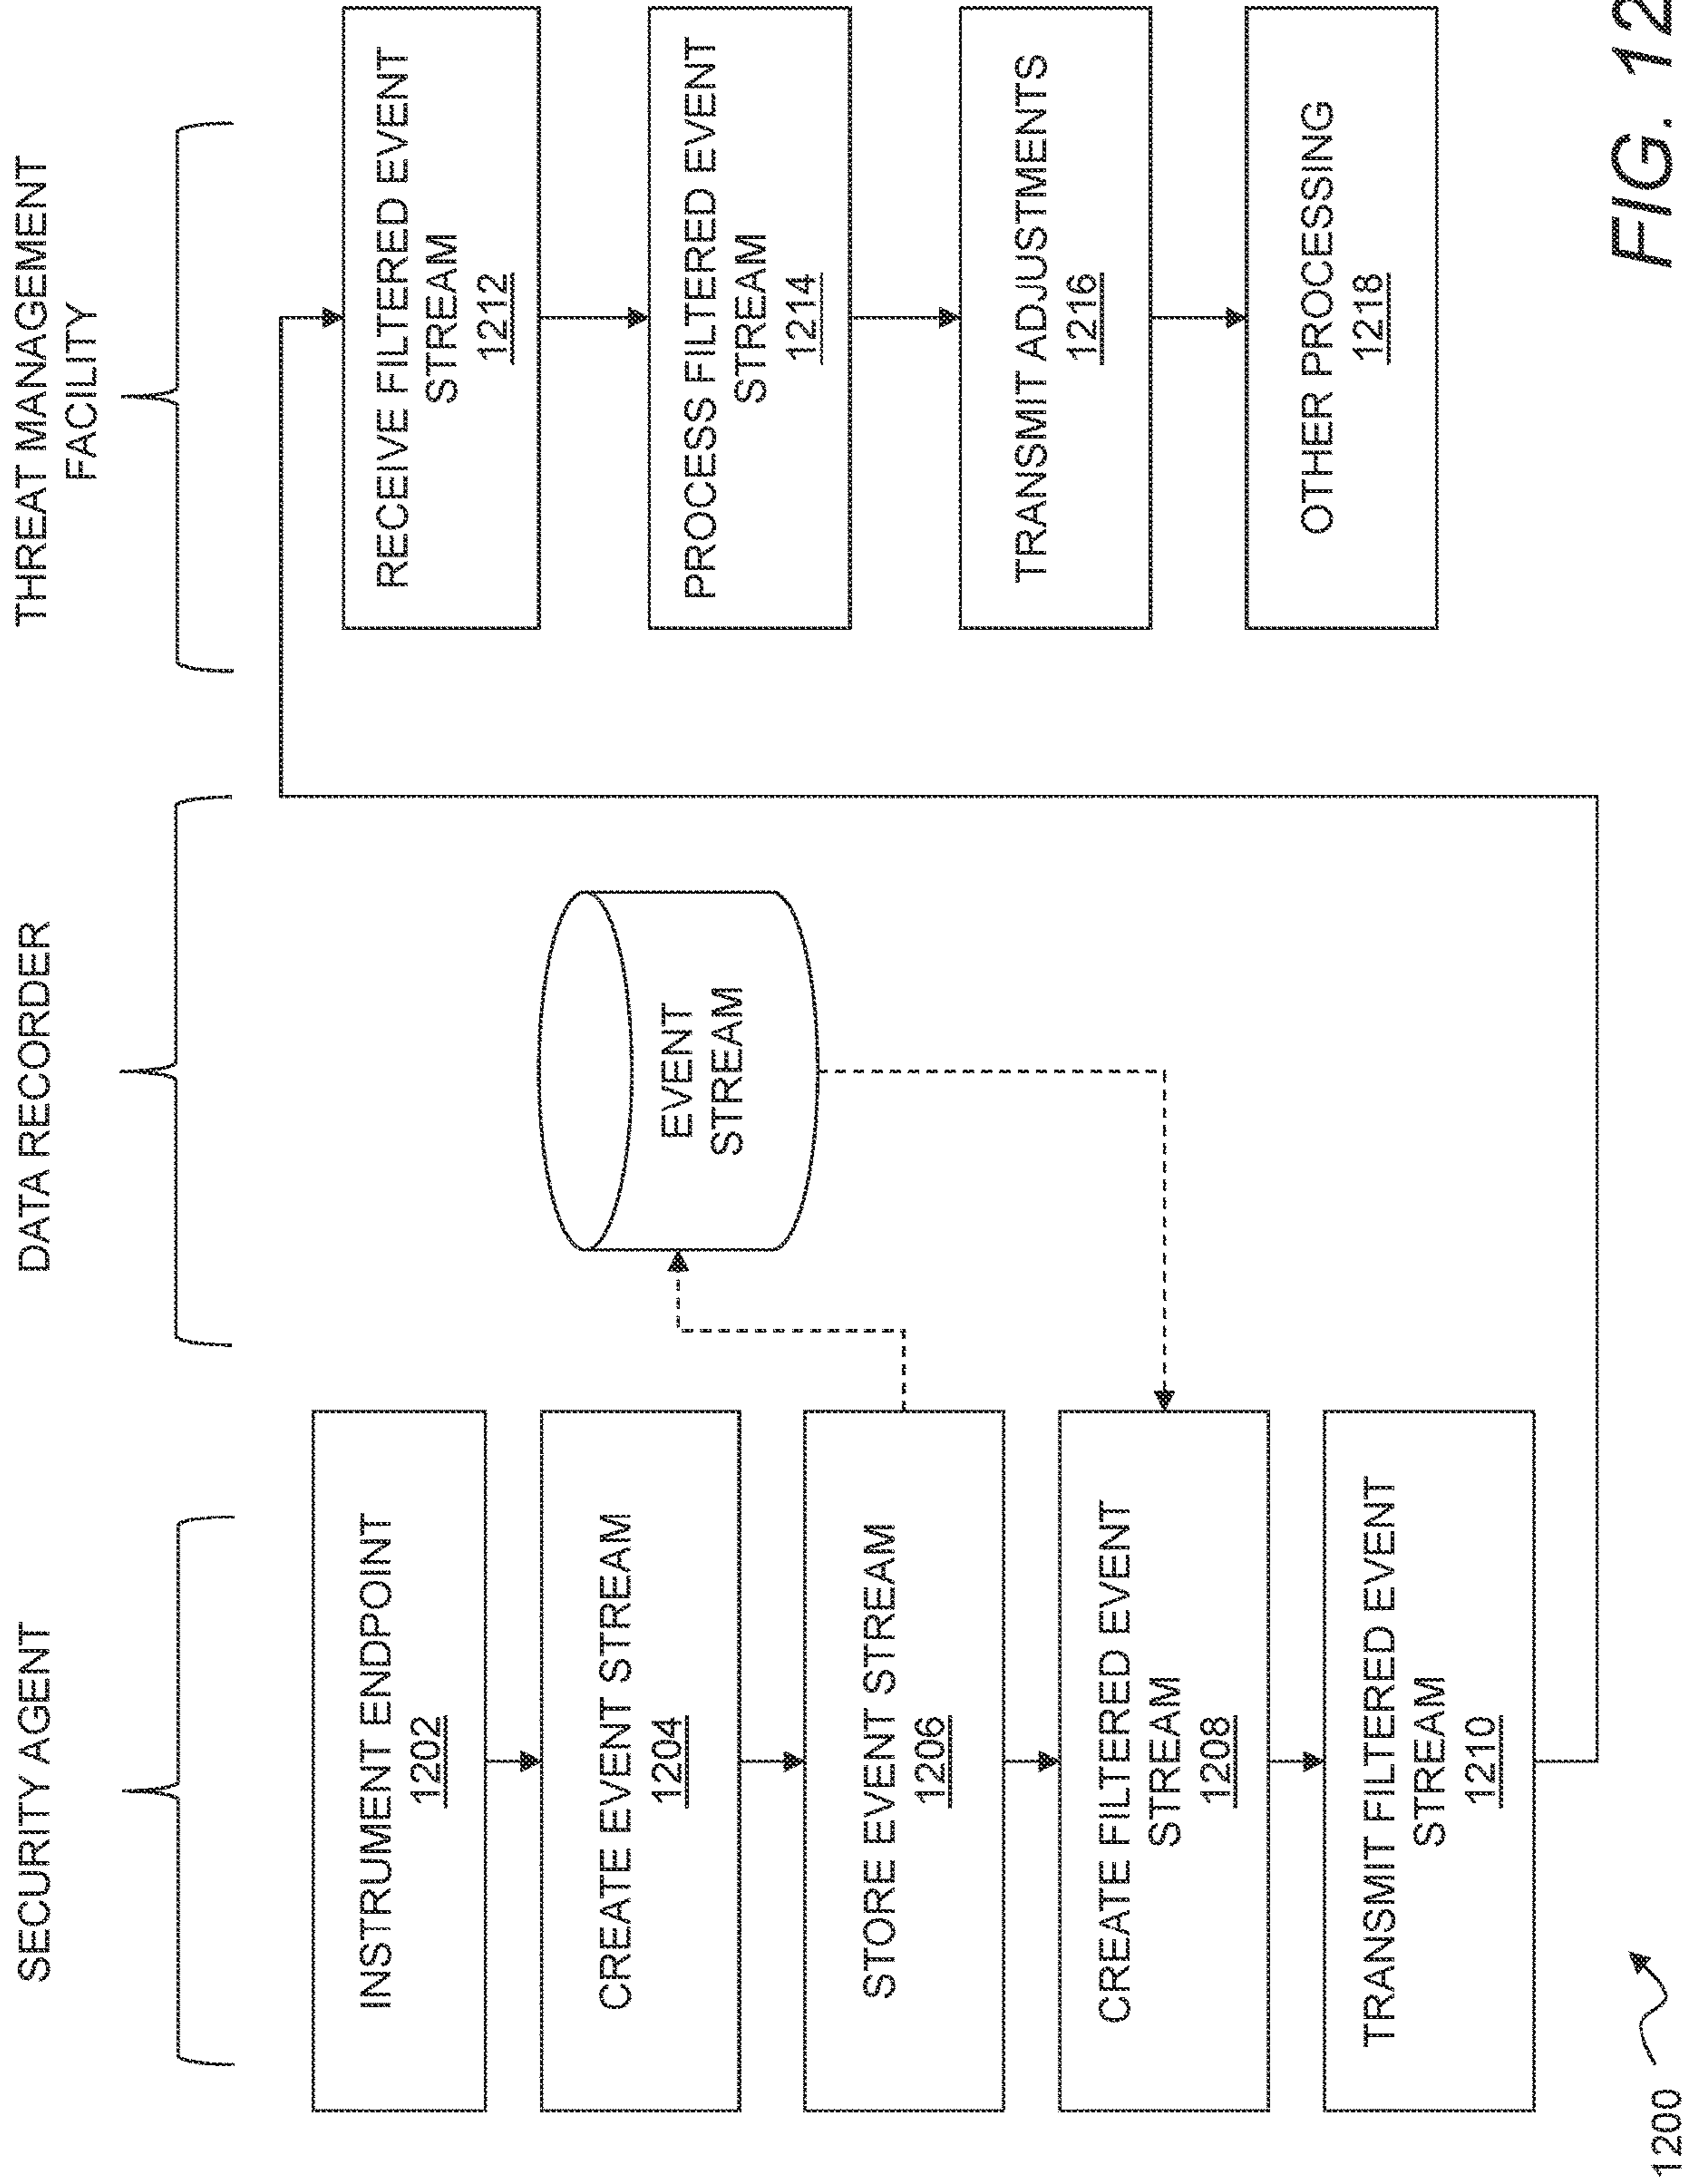 SECURITY AGENT
INSTRUMENT ENDPOINT
1202
CREATE EVENT STREAM
1204
STORE EVENT STREAM
1206
CREATE FILTERED EVENT
STREAM
1208
TRANSMIT FILTERED EVENT
STREAM
1210
DATA RECORDER
EVENT
STREAM
THREAT MANAGEMENT
FACILITY
RECEIVE FILTERED EVENT
STREAM
1212
PROCESS FILTERED EVENT
STREAM
1214
TRANSMIT ADJUSTMENTS
1216
OTHER PROCESSING
1218
1200
FIG. 12